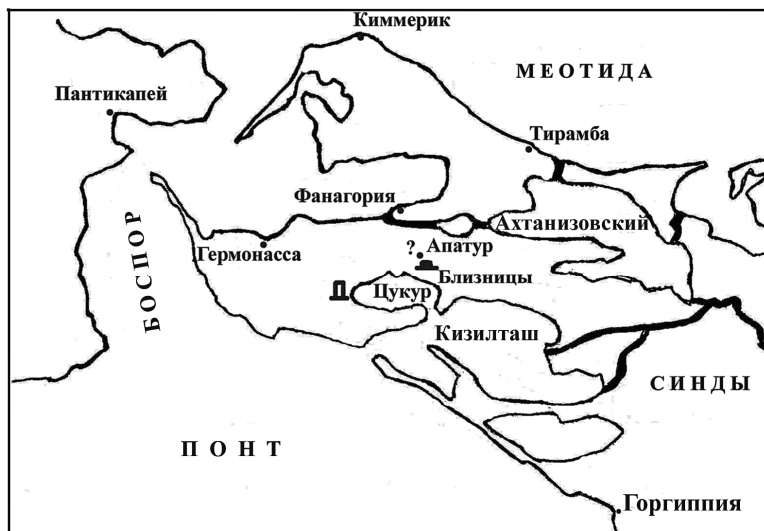 Киммерик
МЕОТИДА
Пантикапей
Тирамба
Фанагория
Ахтанизовский
? Апатур
Гермонасса
Близницы
Цукур
БОСПОР
Кизилташ
СИНДЫ
ПОНТ
Горгиппия